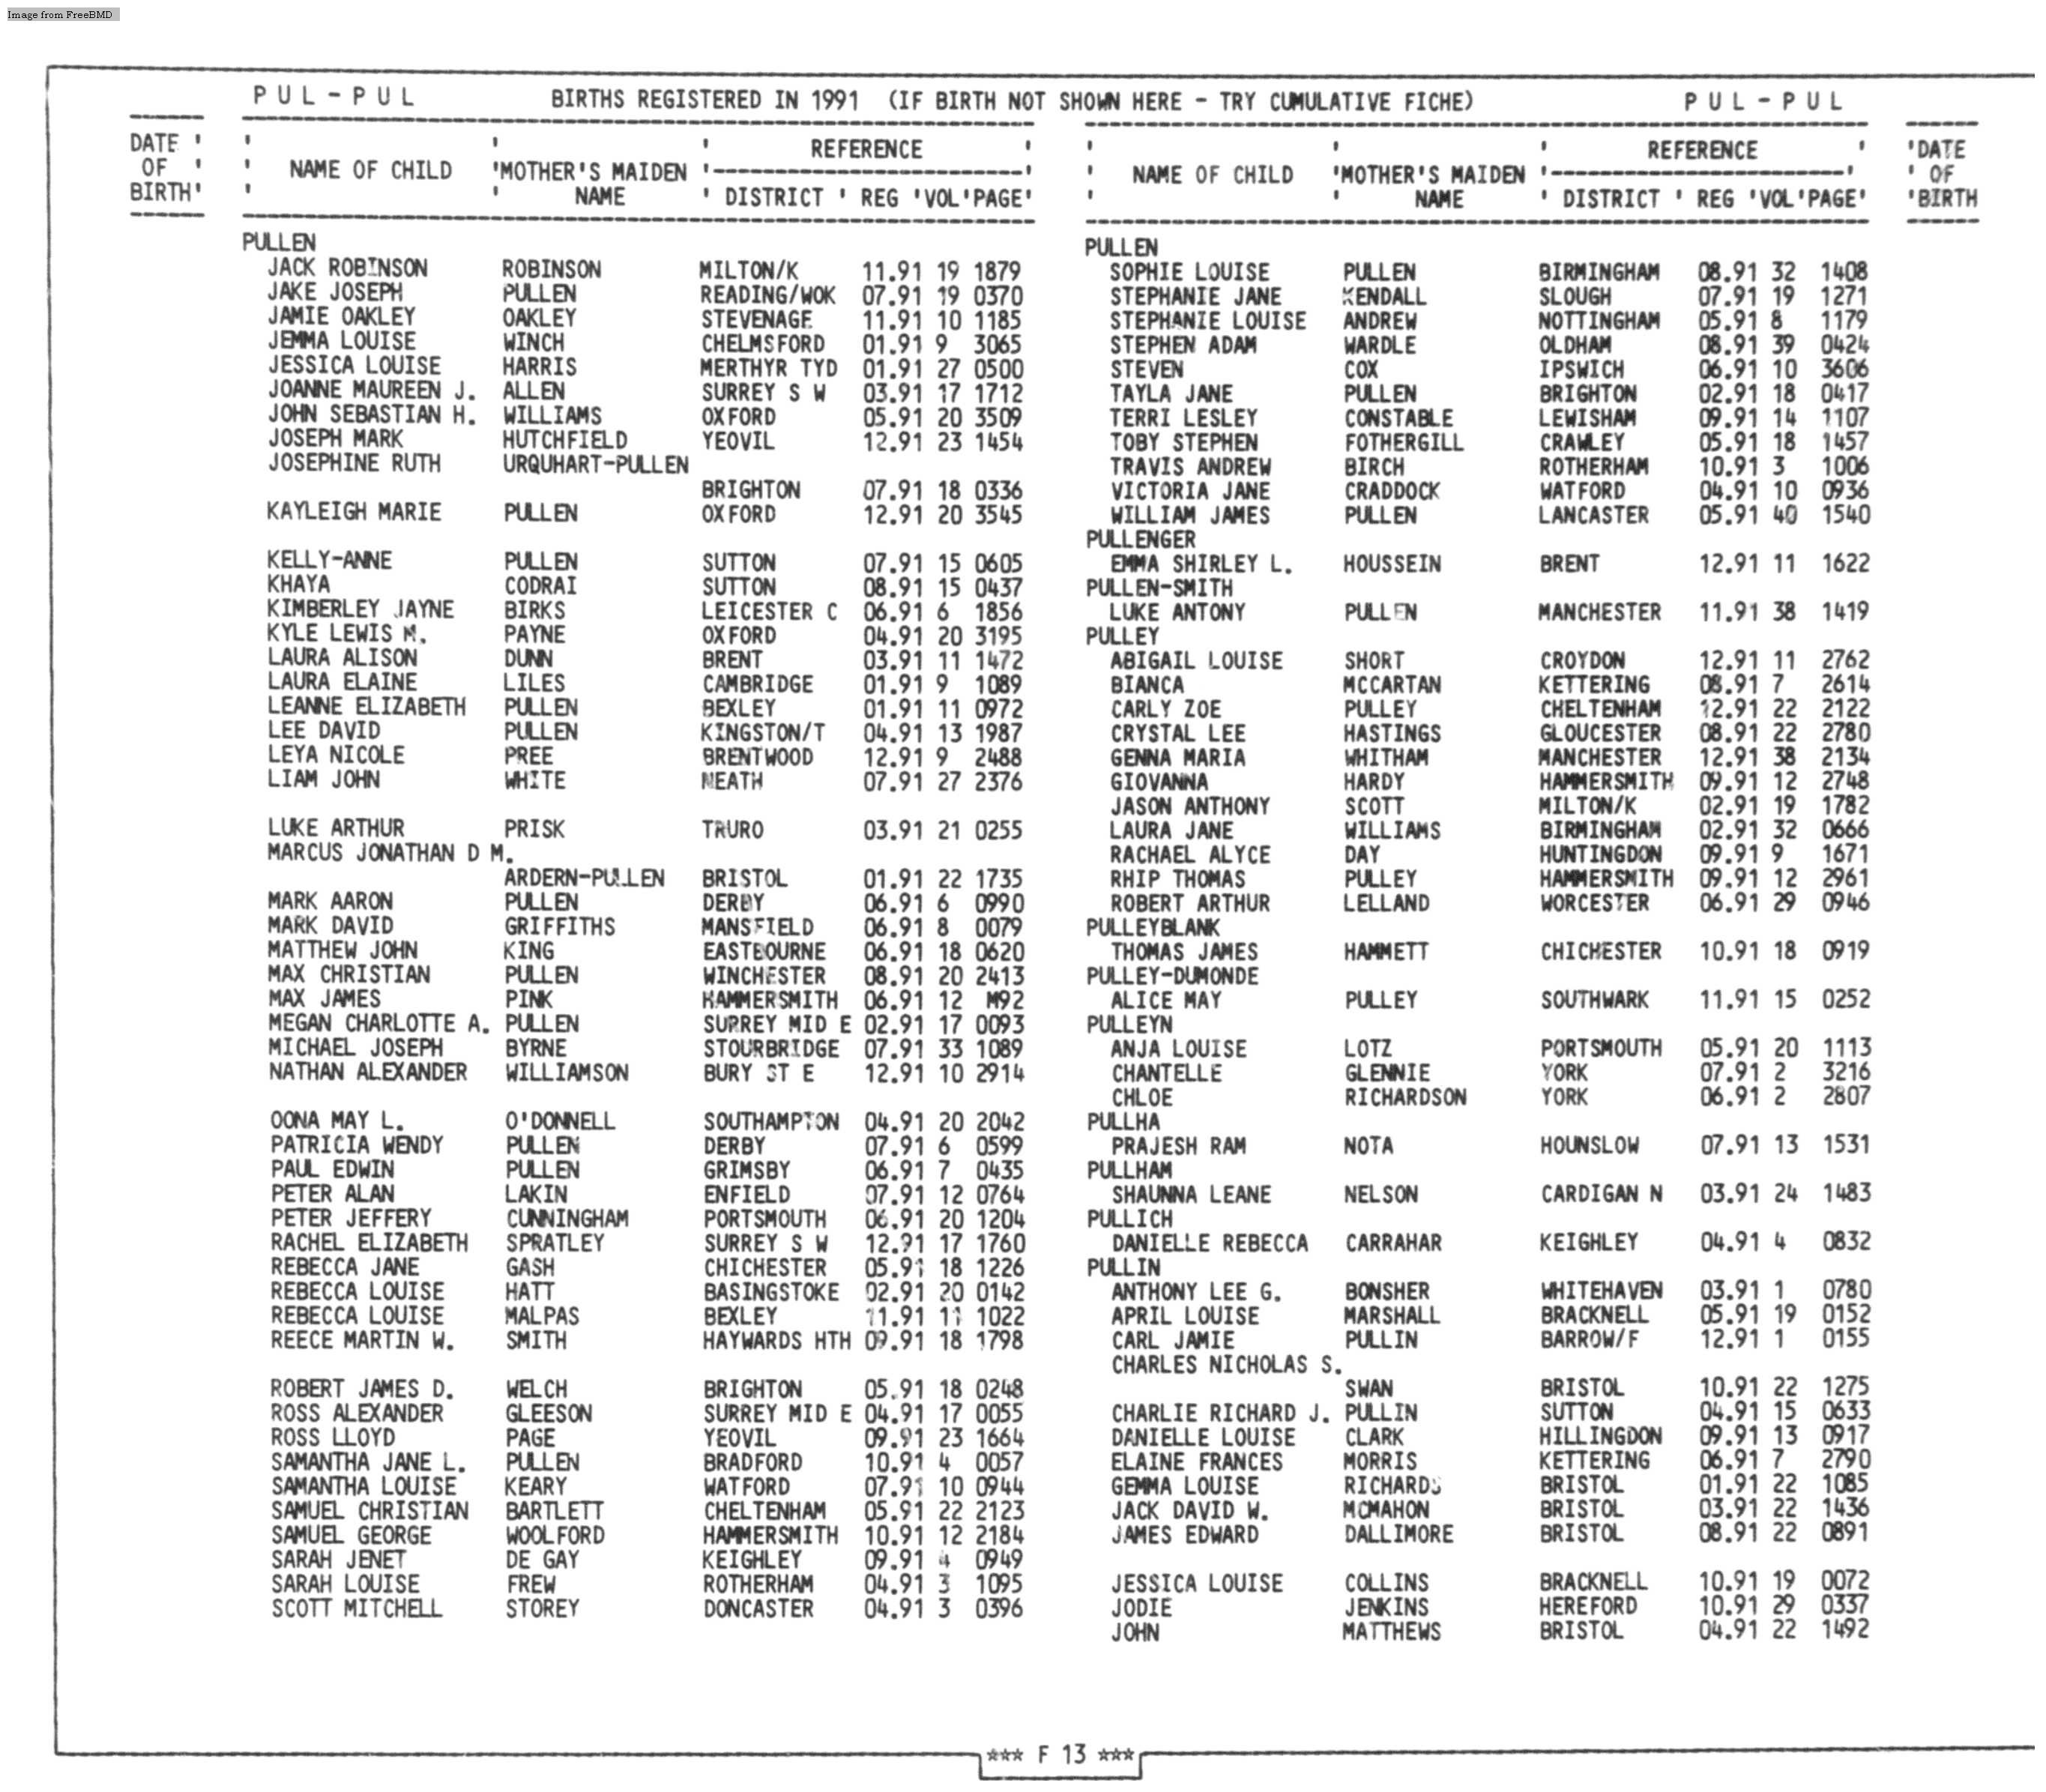 Image from FreeBMD
PUL-PUL BIRTHS REGISTERED IN 1991 (IF BIRTH NOT SHOWN HERE - TRY CUMULATIVE FICHE) PUL-PUL
DATE OF BIRTH
NAME OF CHILD MOTHER'S MAIDEN NAME REFERENCE
DISTRICT REG VOL PAGE
PULLEN
JACK ROBINSON ROBINSON MILTON/K 11.91 19 1879
JAKE JOSEPH PULLEN READING/WOK 07.91 19 0370
JAMIE OAKLEY OAKLEY STEVENAGE 11.91 10 1185
JEMMA LOUISE WINCH CHELMSFORD 01.91 9 3065
JESSICA LOUISE HARRIS MERTHYR TYD 01.91 27 0500
JOANNE MAUREEN J. ALLEN SURREY S W 03.91 17 1712
JOHN SEBASTIAN H. WILLIAMS OXFORD 05.91 20 3509
JOSEPH MARK HUTCHFIELD YEOVIL 12.91 23 1454
JOSEPHINE RUTH URQUHART-PULLEN
BRIGHTON 07.91 18 0336
KAYLEIGH MARIE PULLEN OXFORD 12.91 20 3545
KELLY-ANNE PULLEN SUTTON 07.91 15 0605
KHAYA CODRAI SUTTON 08.91 15 0437
KIMBERLEY JAYNE BIRKS LEICESTER C 06.91 6 1856
KYLE LEWIS M. PAYNE OXFORD 04.91 20 3195
LAURA ALISON DUNN BRENT 03.91 11 1472
LAURA ELAINE LILES CAMBRIDGE 01.91 9 1089
LEANNE ELIZABETH PULLEN BEXLEY 01.91 11 0972
LEE DAVID PULLEN KINGSTON/T 04.91 13 1987
LEYA NICOLE PREE BRENTWOOD 12.91 9 2488
LIAM JOHN WHITE NEATH 07.91 27 2376
LUKE ARTHUR PRISK TRURO 03.91 21 0255
MARCUS JONATHAN D M.
ARDERN-PULLEN BRISTOL 01.91 22 1735
MARK AARON PULLEN DERBY 06.91 6 0990
MARK DAVID GRIFFITHS MANSFIELD 06.91 8 0079
MATTHEW JOHN KING EASTBOURNE 06.91 18 0620
MAX CHRISTIAN PULLEN WINCHESTER 08.91 20 2413
MAX JAMES PINK HAMMERSMITH 06.91 12 M92
MEGAN CHARLOTTE A. PULLEN SURREY MID E 02.91 17 0093
MICHAEL JOSEPH BYRNE STOURBRIDGE 07.91 33 1089
NATHAN ALEXANDER WILLIAMSON BURY ST E 12.91 10 2914
OONA MAY L. O'DONNELL SOUTHAMPTON 04.91 20 2042
PATRICIA WENDY PULLEN DERBY 07.91 6 0599
PAUL EDWIN PULLEN GRIMSBY 06.91 7 0435
PETER ALAN LAKIN ENFIELD 07.91 12 0764
PETER JEFFERY CUNNINGHAM PORTSMOUTH 06.91 20 1204
RACHEL ELIZABETH SPRATLEY SURREY S W 12.91 17 1760
REBECCA JANE GASH CHICHESTER 05.91 18 1226
REBECCA LOUISE HATT BASINGSTOKE 02.91 20 0142
REBECCA LOUISE MALPAS BEXLEY 11.91 11 1022
REECE MARTIN W. SMITH HAYWARDS HTH 09.91 18 1798
ROBERT JAMES D. WELCH BRIGHTON 05.91 18 0248
ROSS ALEXANDER GLEESON SURREY MID E 04.91 17 0055
ROSS LLOYD PAGE YEOVIL 09.91 23 1664
SAMANTHA JANE L. PULLEN BRADFORD 10.91 4 0057
SAMANTHA LOUISE KEARY WATFORD 07.91 10 0944
SAMUEL CHRISTIAN BARTLETT CHELTENHAM 05.91 22 2123
SAMUEL GEORGE WOOLFORD HAMMERSMITH 10.91 12 2184
SARAH JENET DE GAY KEIGHLEY 09.91 4 0949
SARAH LOUISE FREW ROTHERHAM 04.91 3 1095
SCOTT MITCHELL STOREY DONCASTER 04.91 3 0396
NAME OF CHILD MOTHER'S MAIDEN NAME REFERENCE
DISTRICT REG VOL PAGE
DATE OF BIRTH
PULLEN
SOPHIE LOUISE PULLEN BIRMINGHAM 08.91 32 1408
STEPHANIE JANE KENDALL SLOUGH 07.91 19 1271
STEPHANIE LOUISE ANDREW NOTTINGHAM 05.91 8 1179
STEPHEN ADAM WARDLE OLDHAM 08.91 39 0424
STEVEN COX IPSWICH 06.91 10 3606
TAYLA JANE PULLEN BRIGHTON 02.91 18 0417
TERRI LESLEY CONSTABLE LEWISHAM 09.91 14 1107
TOBY STEPHEN FOTHERGILL CRAWLEY 05.91 18 1457
TRAVIS ANDREW BIRCH ROTHERHAM 10.91 3 1006
VICTORIA JANE CRADDOCK WATFORD 04.91 10 0936
WILLIAM JAMES PULLEN LANCASTER 05.91 40 1540
PULLENGER
EMMA SHIRLEY L. HOUSSEIN BRENT 12.91 11 1622
PULLEN-SMITH
LUKE ANTONY PULLEN MANCHESTER 11.91 38 1419
PULLEY
ABIGAIL LOUISE SHORT CROYDON 12.91 11 2762
BIANCA MCCARTAN KETTERING 08.91 7 2614
CARLY ZOE PULLEY CHELTENHAM 12.91 22 2122
CRYSTAL LEE HASTINGS GLOUCESTER 08.91 22 2780
GENNA MARIA WHITHAM MANCHESTER 12.91 38 2134
GIOVANNA HARDY HAMMERSMITH 09.91 12 2748
JASON ANTHONY SCOTT MILTON/K 02.91 19 1782
LAURA JANE WILLIAMS BIRMINGHAM 02.91 32 0666
RACHAEL ALYCE DAY HUNTINGDON 09.91 9 1671
RHIP THOMAS PULLEY HAMMERSMITH 09.91 12 2961
ROBERT ARTHUR LELLAND WORCESTER 06.91 29 0946
PULLEYBLANK
THOMAS JAMES HAMMETT CHICHESTER 10.91 18 0919
PULLEY-DUMONDE
ALICE MAY PULLEY SOUTHWARK 11.91 15 0252
PULLEYN
ANJA LOUISE LOTZ PORTSMOUTH 05.91 20 1113
CHANTELLE GLENNIE YORK 07.91 2 3216
CHLOE RICHARDSON YORK 06.91 2 2807
PULLHA
PRAJESH RAM NOTA HOUNSLOW 07.91 13 1531
PULLHAM
SHAUNNA LEANE NELSON CARDIGAN N 03.91 24 1483
PULLICH
DANIELLE REBECCA CARRAHAR KEIGHLEY 04.91 4 0832
PULLIN
ANTHONY LEE G. BONSHER WHITEHAVEN 03.91 1 0780
APRIL LOUISE MARSHALL BRACKNELL 05.91 19 0152
CARL JAMIE PULLIN BARROW/F 12.91 1 0155
CHARLES NICHOLAS S.
SWAN BRISTOL 10.91 22 1275
CHARLIE RICHARD J. PULLIN SUTTON 04.91 15 0633
DANIELLE LOUISE CLARK HILLINGDON 09.91 13 0917
ELAINE FRANCES MORRIS KETTERING 06.91 7 2790
GEMMA LOUISE RICHARDS BRISTOL 01.91 22 1085
JACK DAVID W. MCMAHON BRISTOL 03.91 22 1436
JAMES EDWARD DALLIMORE BRISTOL 08.91 22 0891
JESSICA LOUISE COLLINS BRACKNELL 10.91 19 0072
JODIE JENKINS HEREFORD 10.91 29 0337
JOHN MATTHEWS BRISTOL 04.91 22 1492
*** F 13 ***